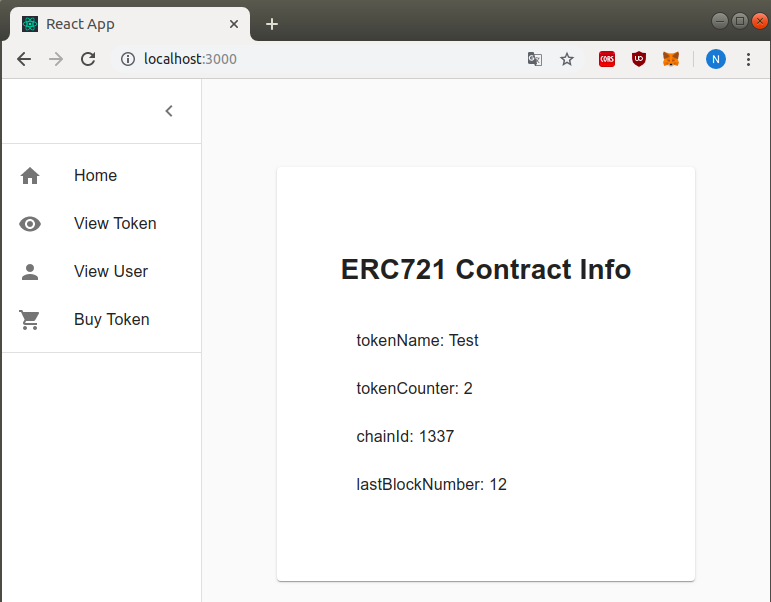 React App
localhost:3000
CORS
N
Home
View Token
View User
Buy Token
ERC721 Contract Info
tokenName: Test
tokenCounter: 2
chainId: 1337
lastBlockNumber: 12